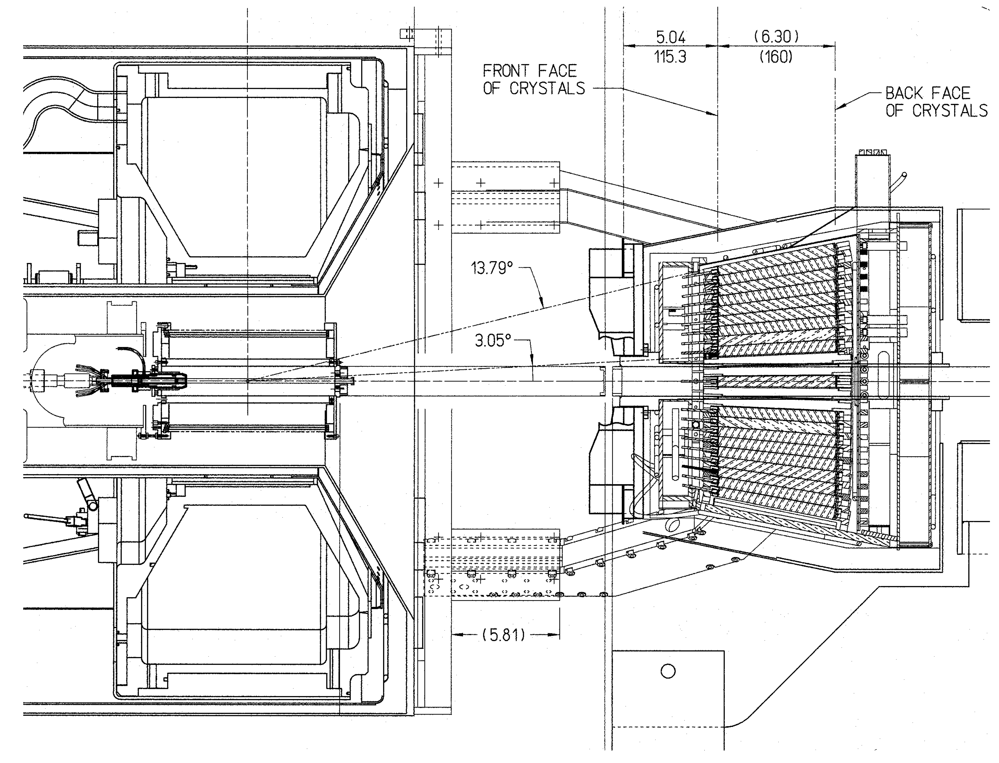 5.04
115.3
(6.30)
(160)
FRONT FACE
OF CRYSTALS
BACK FACE
OF CRYSTALS
13.79°
3.05°
(5.81)